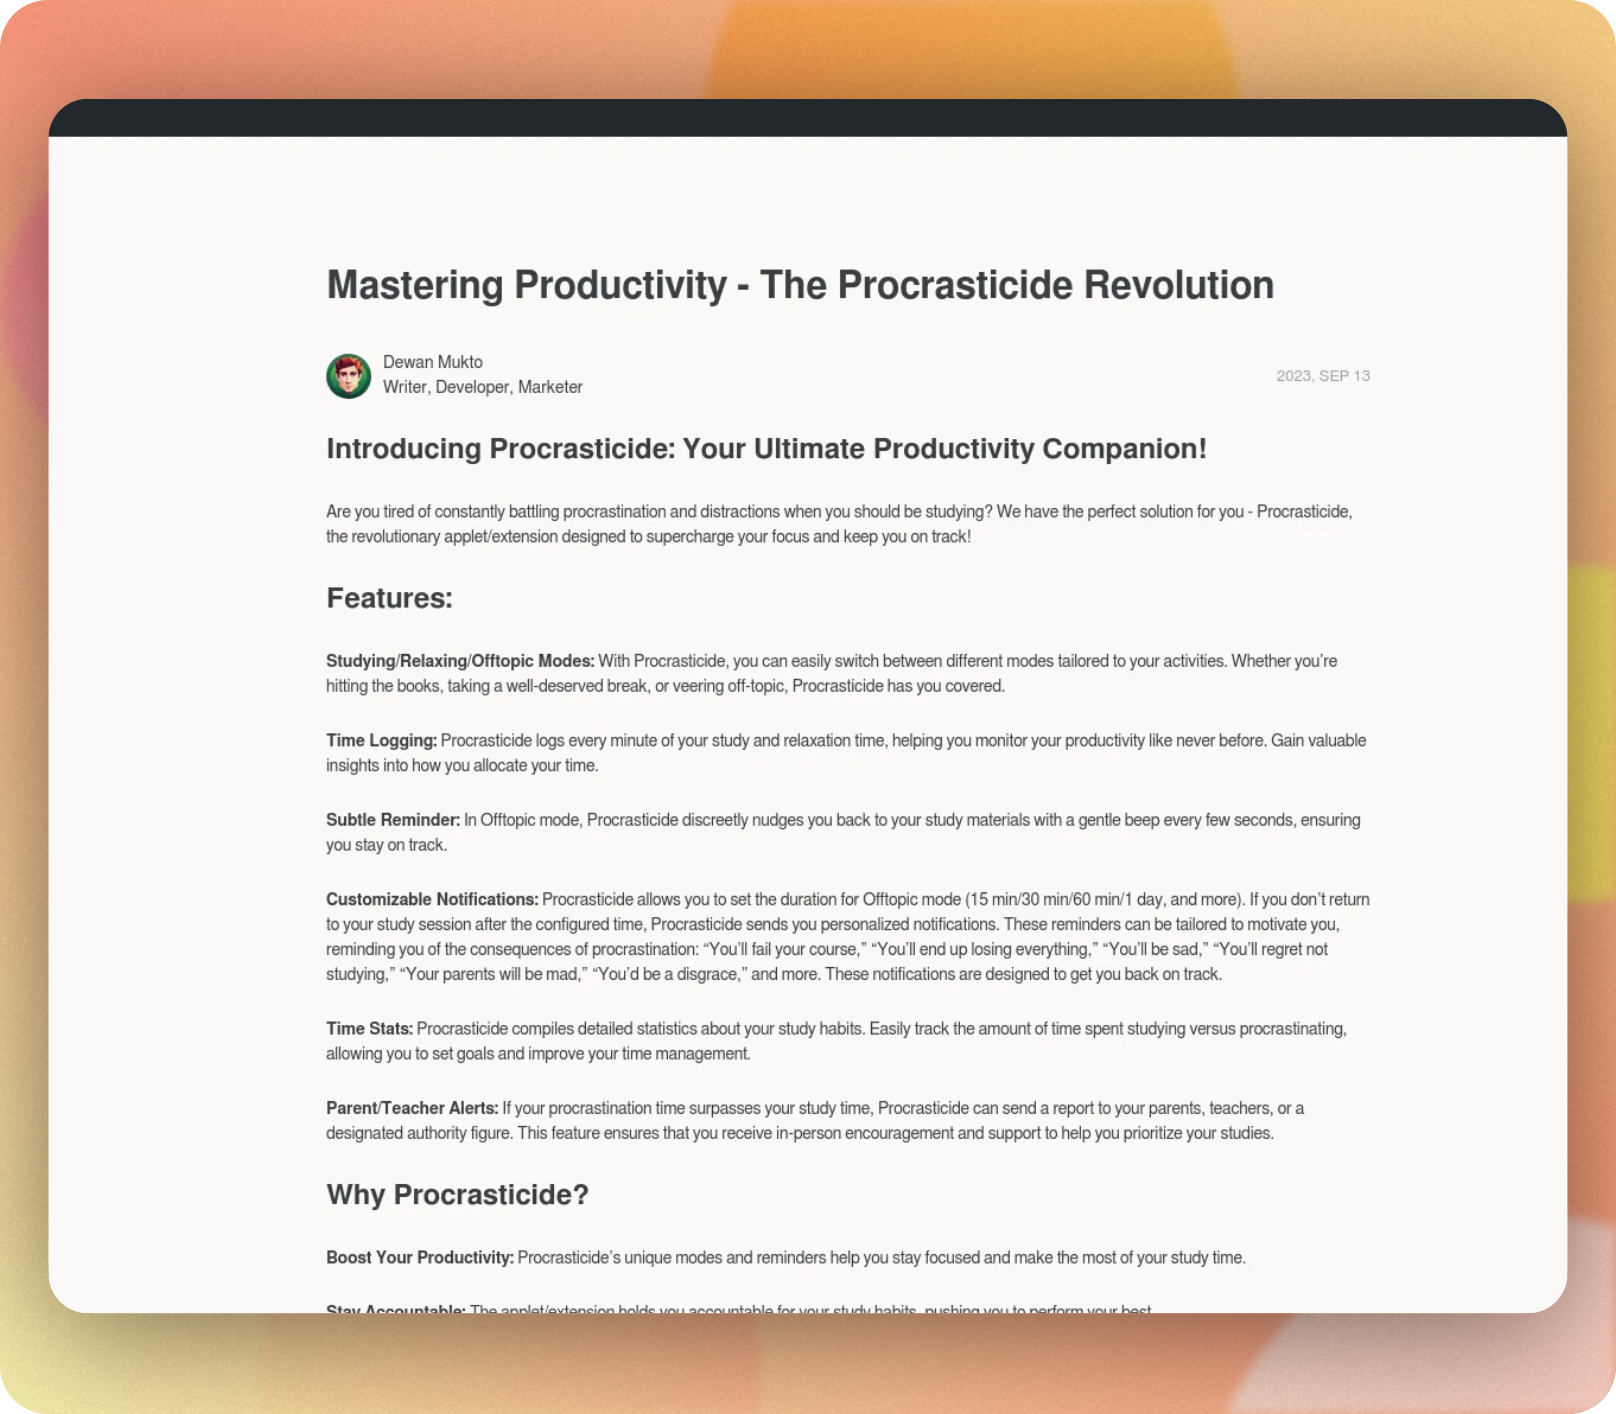 Mastering Productivity - The Procrasticide Revolution
Dewan Mukto
Writer, Developer, Marketer
2023, SEP 13
Introducing Procrasticide: Your Ultimate Productivity Companion!
Are you tired of constantly battling procrastination and distractions when you should be studying? We have the perfect solution for you - Procrasticide,
the revolutionary applet/extension designed to supercharge your focus and keep you on track!
Features:
Studying/Relaxing/Offtopic Modes: With Procrasticide, you can easily switch between different modes tailored to your activities. Whether you’re
hitting the books, taking a well-deserved break, or veering off-topic, Procrasticide has you covered.
Time Logging: Procrasticide logs every minute of your study and relaxation time, helping you monitor your productivity like never before. Gain valuable
insights into how you allocate your time.
Subtle Reminder: In Offtopic mode, Procrasticide discreetly nudges you back to your study materials with a gentle beep every few seconds, ensuring
you stay on track.
Customizable Notifications: Procrasticide allows you to set the duration for Offtopic mode (15 min/30 min/60 min/1 day, and more). If you don’t return
to your study session after the configured time, Procrasticide sends you personalized notifications. These reminders can be tailored to motivate you,
reminding you of the consequences of procrastination: “You’ll fail your course,” “You’ll end up losing everything,” “You’ll be sad,” “You’ll regret not
studying,” “Your parents will be mad,” “You’d be a disgrace,” and more. These notifications are designed to get you back on track.
Time Stats: Procrasticide compiles detailed statistics about your study habits. Easily track the amount of time spent studying versus procrastinating,
allowing you to set goals and improve your time management.
Parent/Teacher Alerts: If your procrastination time surpasses your study time, Procrasticide can send a report to your parents, teachers, or a
designated authority figure. This feature ensures that you receive in-person encouragement and support to help you prioritize your studies.
Why Procrasticide?
Boost Your Productivity: Procrasticide’s unique modes and reminders help you stay focused and make the most of your study time.
Stay Accountable: The applet/extension holds you accountable for your study habits, pushing you to perform your best.